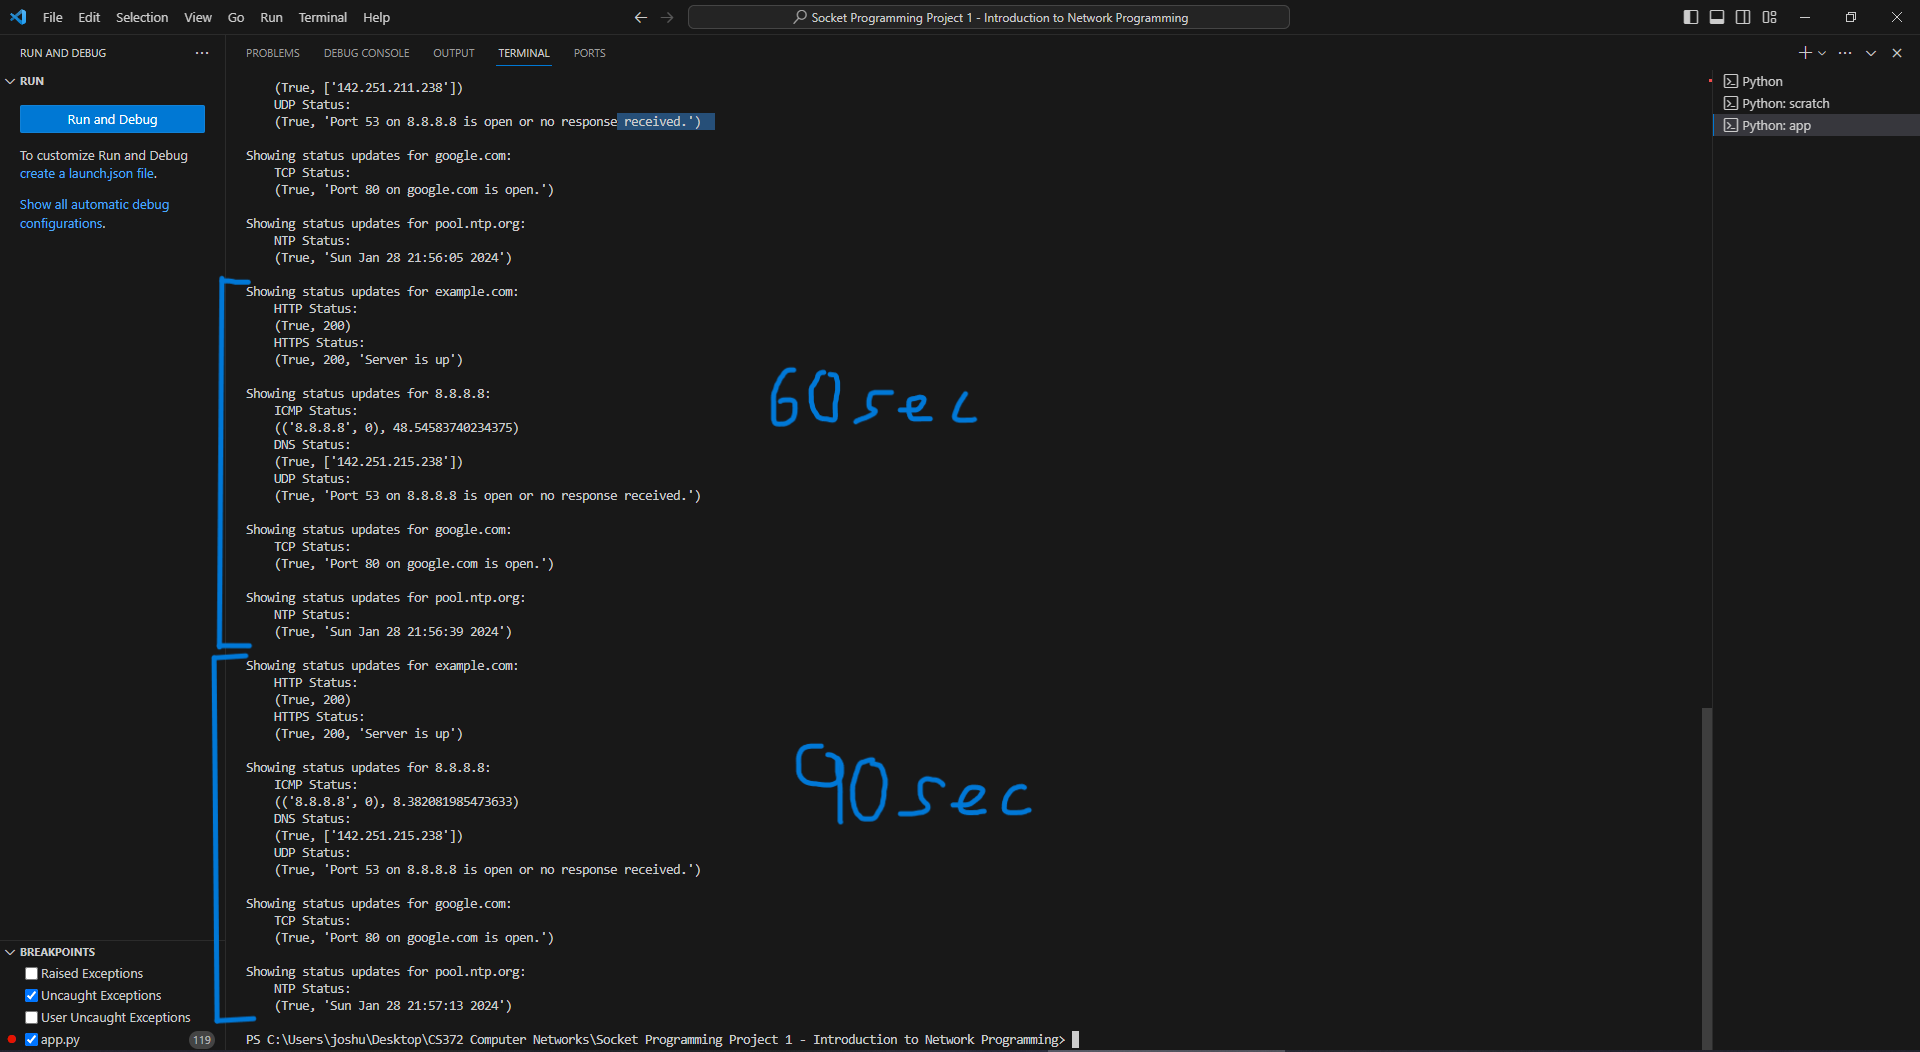 File Edit Selection View Go Run Terminal Help
Socket Programming Project 1 - Introduction to Network Programming
RUN AND DEBUG
RUN
Run and Debug
To customize Run and Debug
create a launch.json file.
Show all automatic debug
configurations.
PROBLEMS DEBUG CONSOLE OUTPUT TERMINAL PORTS
(True, ['142.251.211.238'])
UDP Status:
(True, 'Port 53 on 8.8.8.8 is open or no response received.')
Showing status updates for google.com:
TCP Status:
(True, 'Port 80 on google.com is open.')
Showing status updates for pool.ntp.org:
NTP Status:
(True, 'Sun Jan 28 21:56:05 2024')
Showing status updates for example.com:
HTTP Status:
(True, 200)
HTTPS Status:
(True, 200, 'Server is up')
Showing status updates for 8.8.8.8:
ICMP Status:
(('8.8.8.8', 0), 48.54583740234375)
DNS Status:
(True, ['142.251.215.238'])
UDP Status:
(True, 'Port 53 on 8.8.8.8 is open or no response received.')
Showing status updates for google.com:
TCP Status:
(True, 'Port 80 on google.com is open.')
Showing status updates for pool.ntp.org:
NTP Status:
(True, 'Sun Jan 28 21:56:39 2024')
60sec
Showing status updates for example.com:
HTTP Status:
(True, 200)
HTTPS Status:
(True, 200, 'Server is up')
Showing status updates for 8.8.8.8:
ICMP Status:
(('8.8.8.8', 0), 8.382081985473633)
DNS Status:
(True, ['142.251.215.238'])
UDP Status:
(True, 'Port 53 on 8.8.8.8 is open or no response received.')
Showing status updates for google.com:
TCP Status:
(True, 'Port 80 on google.com is open.')
Showing status updates for pool.ntp.org:
NTP Status:
(True, 'Sun Jan 28 21:57:13 2024')
90sec
PS C:\Users\joshu\Desktop\CS372 Computer Networks\Socket Programming Project 1 - Introduction to Network Programming>
Python
Python: scratch
Python: app
BREAKPOINTS
Raised Exceptions
Uncaught Exceptions
User Uncaught Exceptions
app.py 119